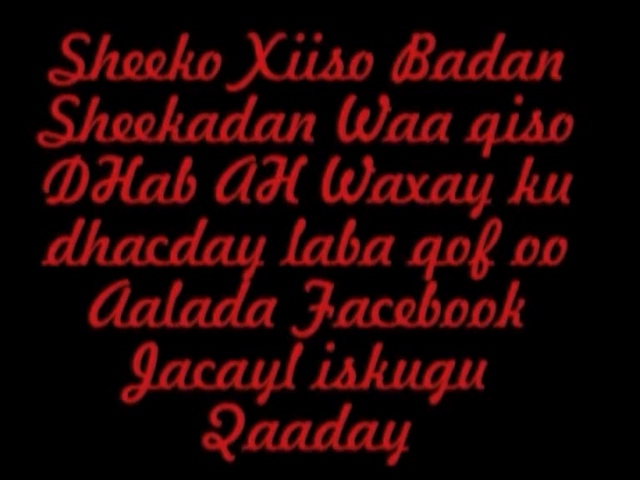 Sheeko Xiiso Badan
Sheekadan Waa qiso
DHab AH Waxay ku
dhacday laba qof oo
Aalada Facebook
Jacayl iskugu
Qaaday